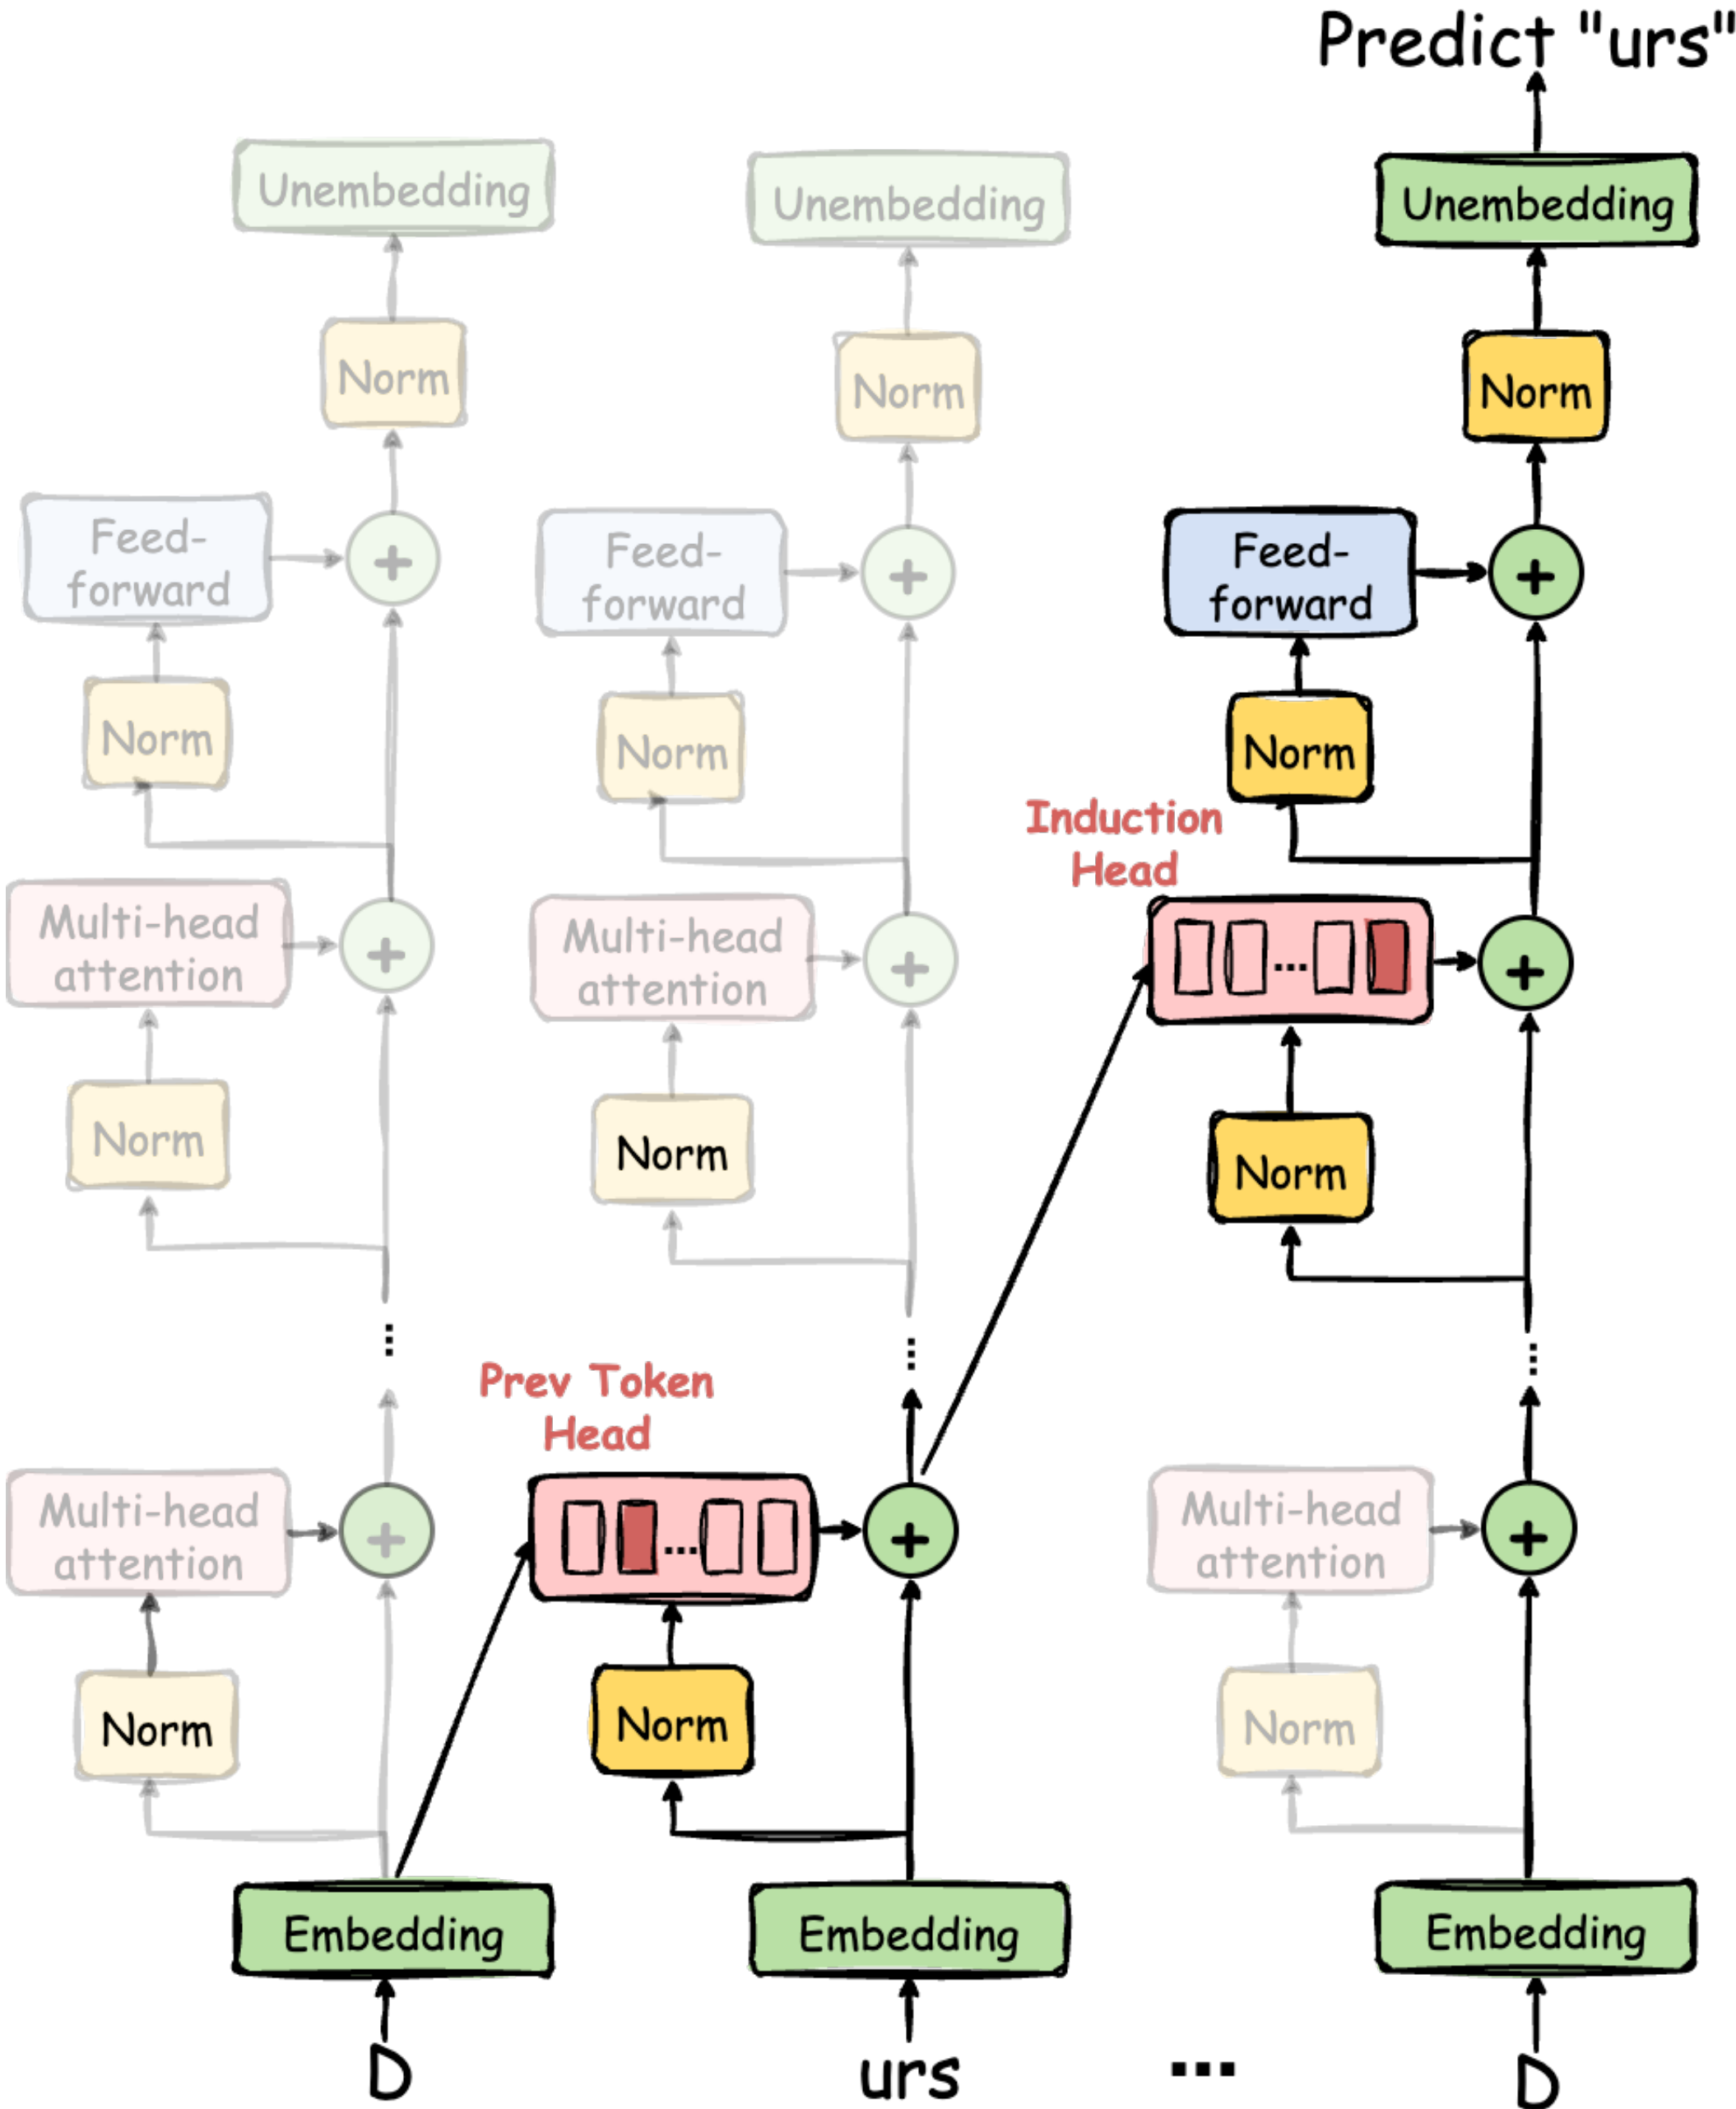 Predict "urs"
Unembedding
Unembedding
Unembedding
Norm
Norm
Norm
Feed-
forward
+
Feed-
forward
+
Feed-
forward
+
Norm
Norm
Norm
Induction
Head
Multi-head
attention
+
Multi-head
attention
+
...
+
Norm
Norm
Norm
...
...
...
Prev Token
Head
Multi-head
attention
+
...
+
Multi-head
attention
+
Norm
Norm
Norm
Embedding
Embedding
Embedding
D
urs
...
D